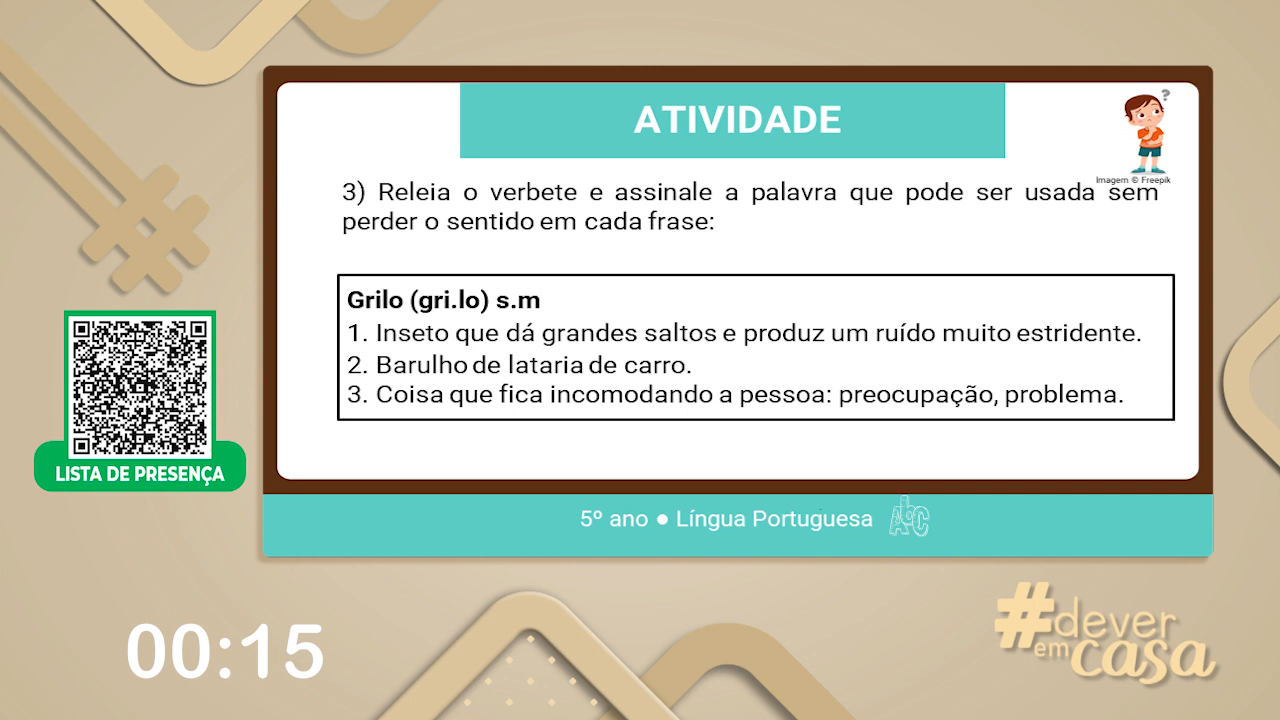 ATIVIDADE
?
Imagem © Freepik
3) Releia o verbete e assinale a palavra que pode ser usada sem
perder o sentido em cada frase:
Grilo (gri.lo) s.m
1. Inseto que dá grandes saltos e produz um ruído muito estridente.
2. Barulho de lataria de carro.
3. Coisa que fica incomodando a pessoa: preocupação, problema.
LISTA DE PRESENÇA
5º ano ● Língua Portuguesa AbC
00:15
#dever
em casa